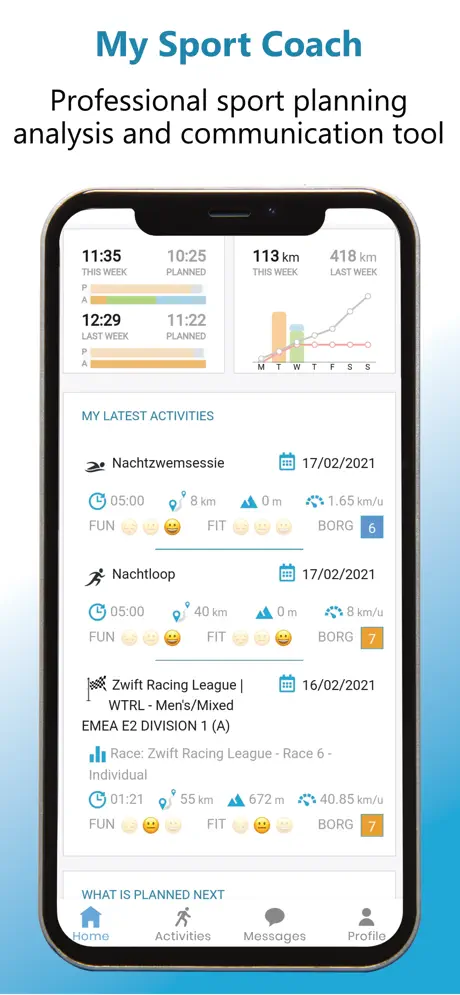 My Sport Coach
Professional sport planning
analysis and communication tool
11:35 10:25
THIS WEEK PLANNED
P
A
12:29 11:22
LAST WEEK PLANNED
P
A
113 km 418 km
THIS WEEK LAST WEEK
M T W T F S S
MY LATEST ACTIVITIES
Nachtzwemsessie 17/02/2021
05:00 8 km 0 m 1.65 km/u
FUN FIT BORG 6
Nachtloop 17/02/2021
05:00 40 km 0 m 8 km/u
FUN FIT BORG 7
Zwift Racing League | 16/02/2021
WTRL - Men's/Mixed
EMEA E2 DIVISION 1 (A)
Race: Zwift Racing League - Race 6 -
Individual
01:21 55 km 672 m 40.85 km/u
FUN FIT BORG 7
WHAT IS PLANNED NEXT
Home Activities Messages Profile